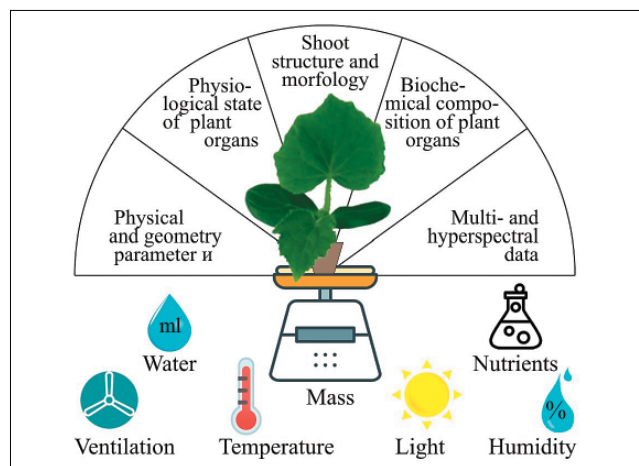 Shoot
structure and
morfology
Physio-
logical state
of plant
organs
Bioche-
mical compo-
sition of plant
organs
Physical
and geometry
parameter и
Multi- and
hyperspectral
data
ml
Water
Nutrients
Mass
%
Ventilation
Temperature
Light
Humidity